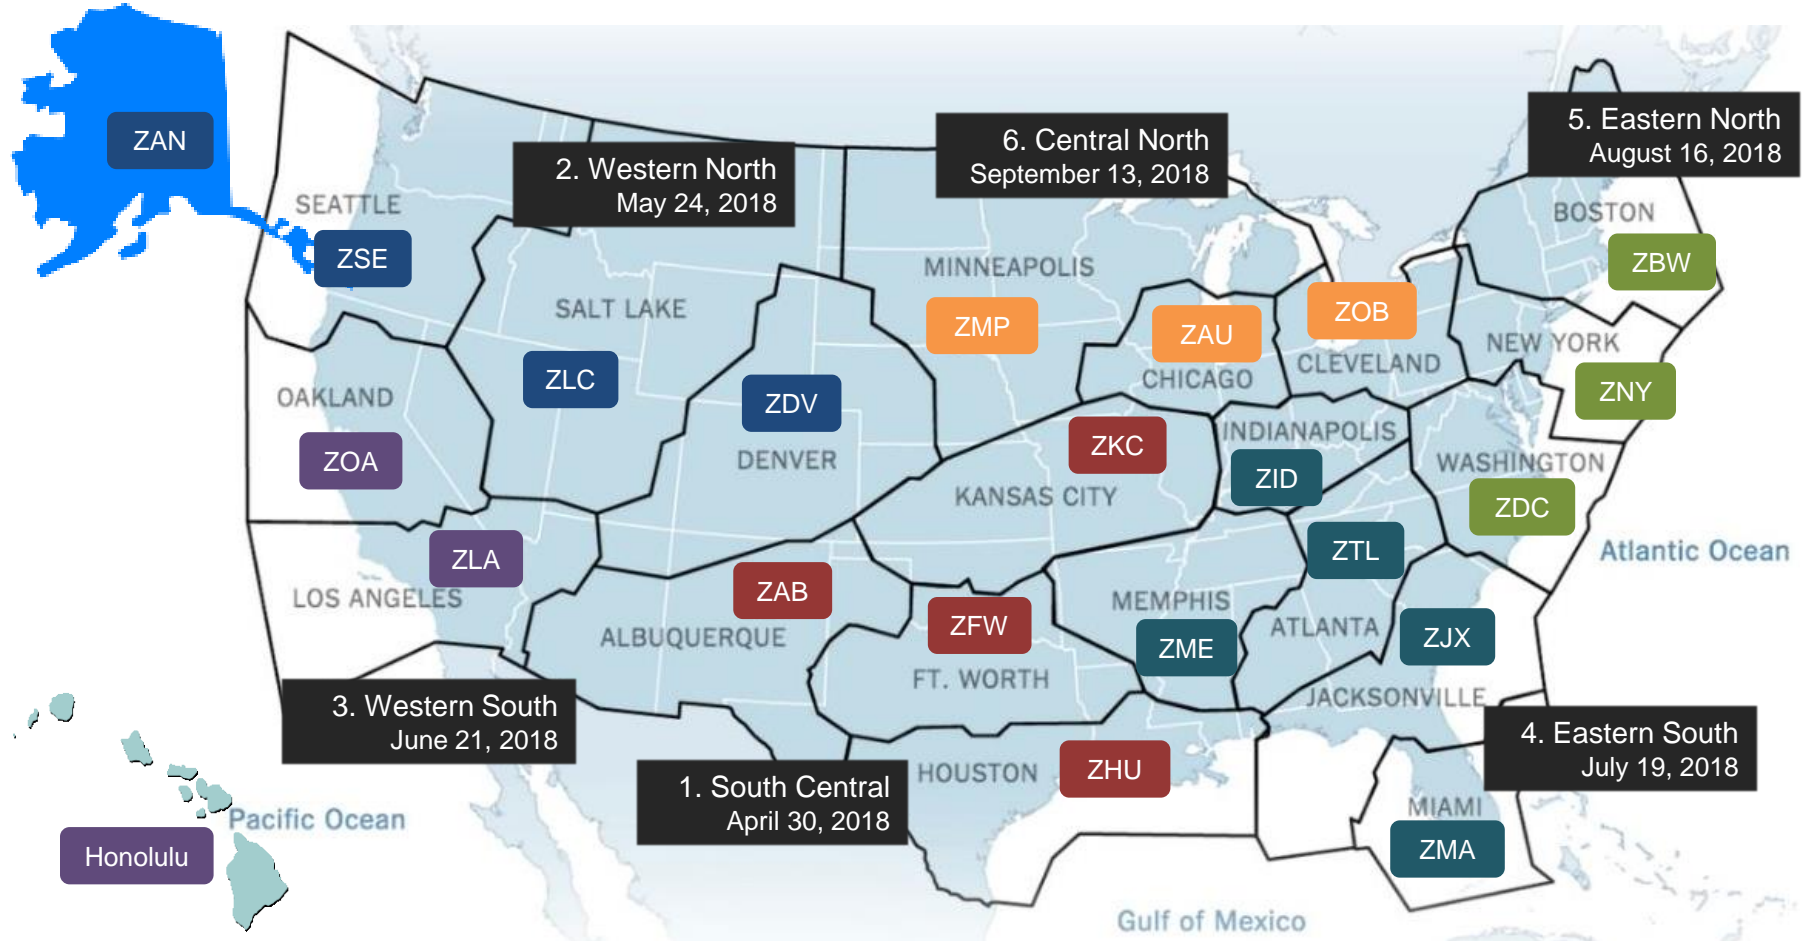 ZAN
SEATTLE
ZSE
2. Western North
May 24, 2018
6. Central North
September 13, 2018
5. Eastern North
August 16, 2018
BOSTON
ZBW
MINNEAPOLIS
ZMP
SALT LAKE
ZLC
ZAU
CHICAGO
ZOB
CLEVELAND
NEW YORK
ZNY
OAKLAND
ZOA
ZDV
DENVER
ZKC
KANSAS CITY
INDIANAPOLIS
ZID
WASHINGTON
ZDC
ZLA
LOS ANGELES
ZAB
ALBUQUERQUE
ZFW
FT. WORTH
MEMPHIS
ZME
ZTL
ATLANTA
ZJX
JACKSONVILLE
Atlantic Ocean
3. Western South
June 21, 2018
1. South Central
April 30, 2018
HOUSTON
ZHU
4. Eastern South
July 19, 2018
MIAMI
ZMA
Pacific Ocean
Honolulu
Gulf of Mexico